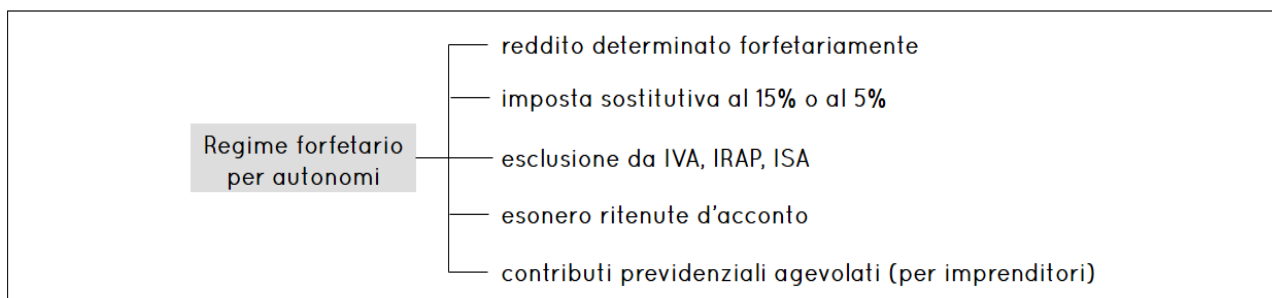 Regime forfetario
per autonomi
reddito determinato forfetariamente
imposta sostitutiva al 15% o al 5%
esclusione da IVA, IRAP, ISA
esonero ritenute d'acconto
contributi previdenziali agevolati (per imprenditori)